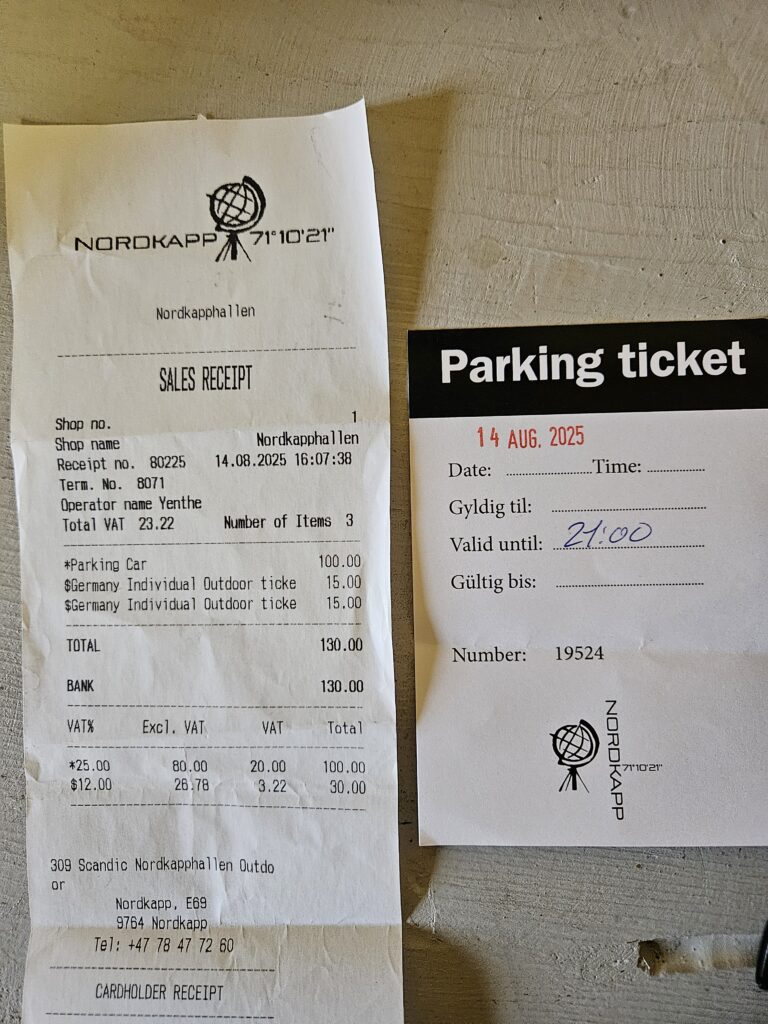 NORDKAPP 71°10'21"
Nordkapphallen
SALES RECEIPT
Shop no. 1
Shop name Nordkapphallen
Receipt no. 80225 14.08.2025 16:07:38
Term. No. 8071
Operator name Yenthe
Total VAT 23.22 Number of Items 3
*Parking Car 100.00
$Germany Individual Outdoor ticke 15.00
$Germany Individual Outdoor ticke 15.00
TOTAL 130.00
BANK 130.00
VAT% Excl. VAT VAT Total
*25.00 80.00 20.00 100.00
$12.00 26.78 3.22 30.00
309 Scandic Nordkapphallen Outdo
or
Nordkapp, E69
9764 Nordkapp
Tel: +47 78 47 72 60
CARDHOLDER RECEIPT
Parking ticket
14 AUG. 2025
Date: Time:
Gyldig til:
Valid until: 21:00
Gültig bis:
Number: 19524
NORDKAPP
71°10'21"